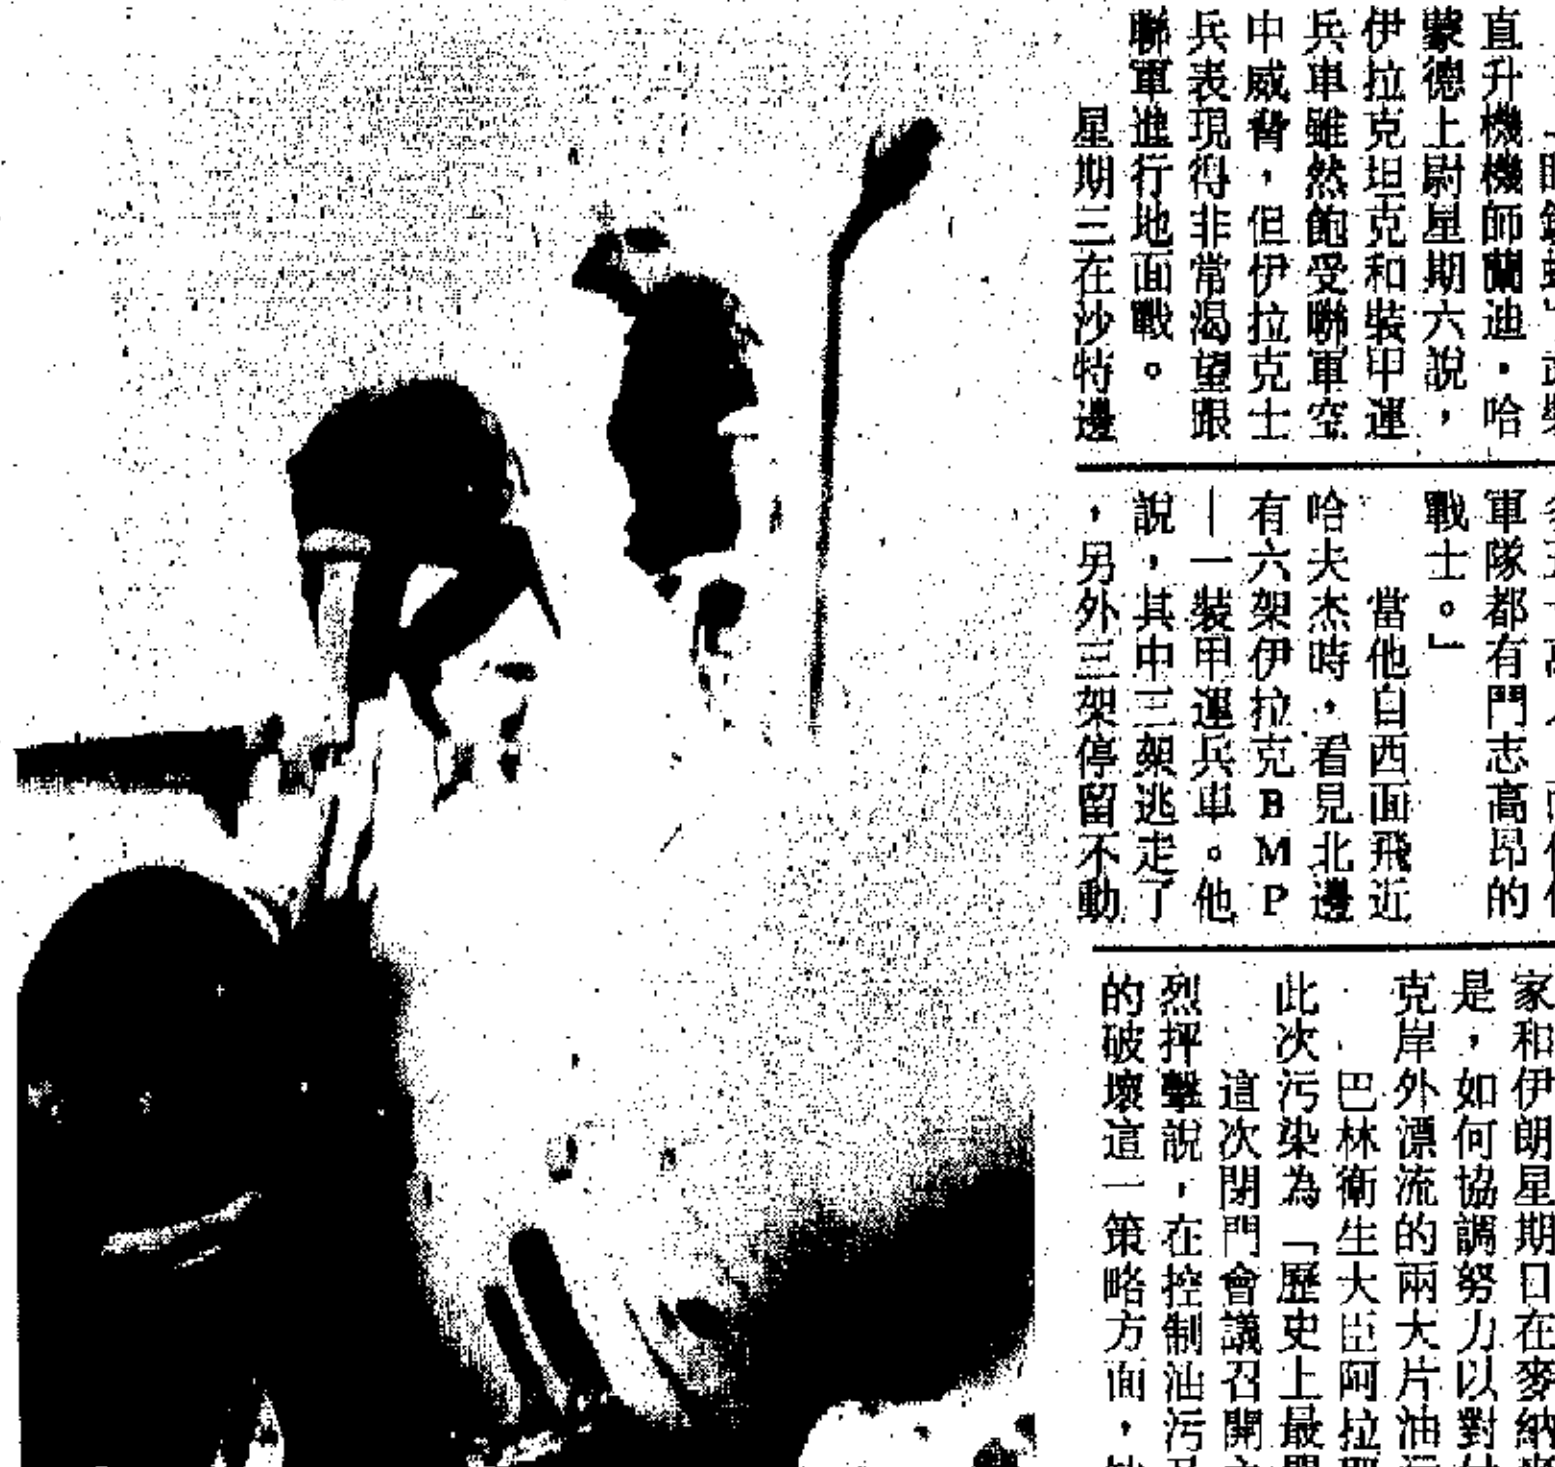 直升機機師蘭迪·哈
蒙德上尉星期六說，
伊拉克坦克和裝甲運
兵車雖然飽受聯軍空
中威脅，但伊拉克士
兵表現得非常渴望跟
聯軍進行地面戰。
星期三在沙特邊
軍隊都有鬥志高昂的
戰士。」
當他自西面飛近
哈夫杰時，看見北邊
有六架伊拉克BMP
—一裝甲運兵車。他
說，其中三架逃走了
，另外三架停留不動
家和伊朗星期日在麥納
是，如何協調努力以對
克岸外漂流的兩大片油
巴林衛生大臣阿拉
此次污染為「歷史上最
這次閉門會議召開
烈抨擊說，在控制油污
的破壞這一策略方面，